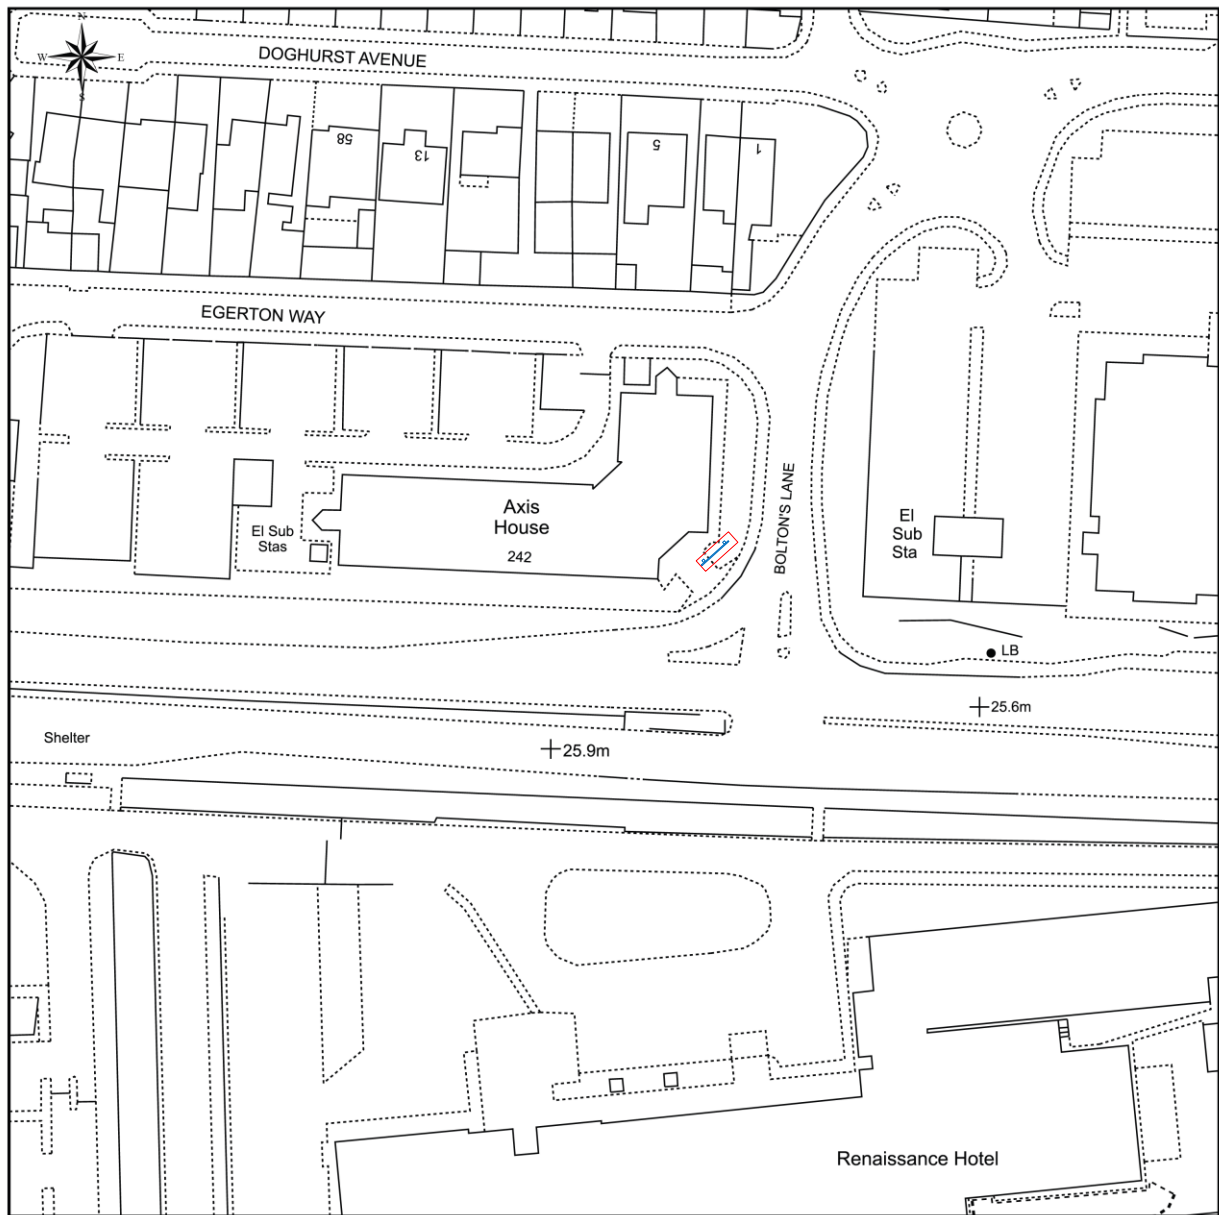 N
W E
S
DOGHURST AVENUE
58
13
5
1
EGERTON WAY
Axis
House
242
El Sub
Stas
BOLTON'S LANE
El
Sub
Sta
LB
25.6m
Shelter
25.9m
Renaissance Hotel